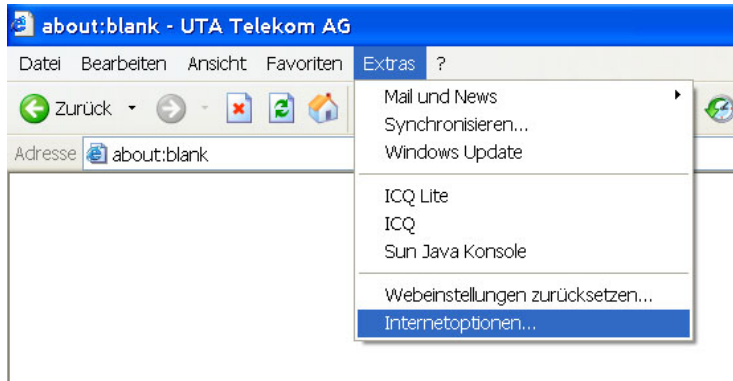 about:blank - UTA Telekom AG
Datei Bearbeiten Ansicht Favoriten Extras ?
Zurück
Adresse about:blank
Mail und News
Synchronisieren...
Windows Update
ICQ Lite
ICQ
Sun Java Konsole
Webeinstellungen zurücksetzen...
Internetoptionen...